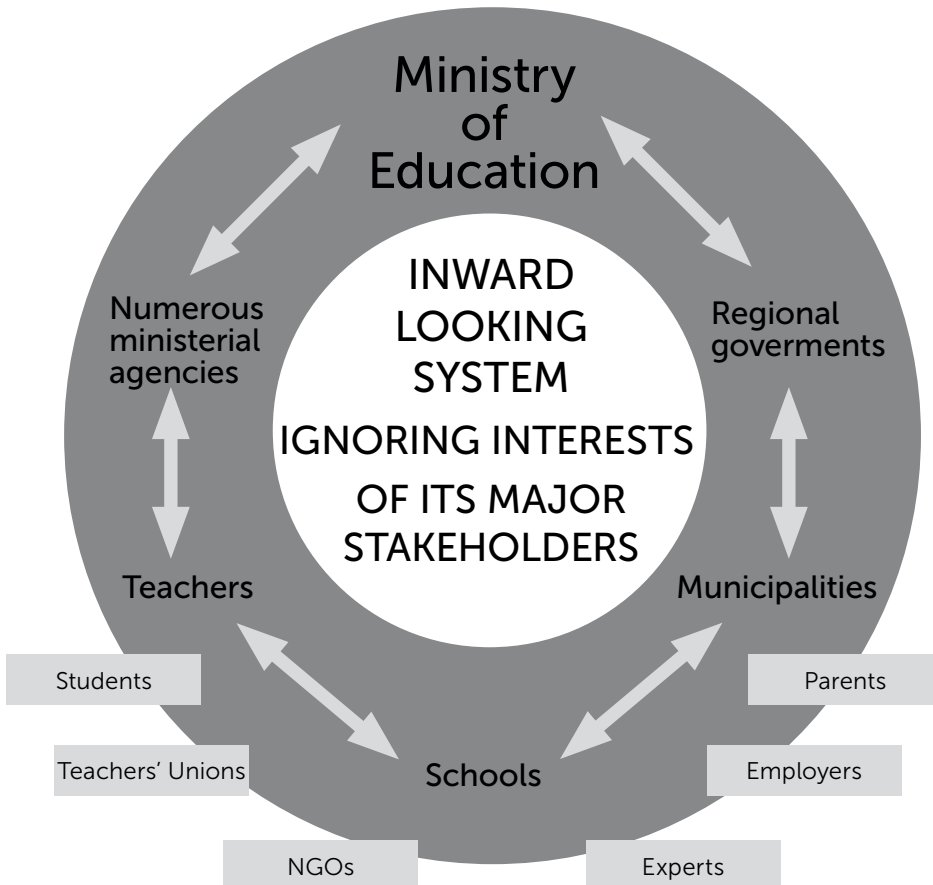 Ministry
of
Education
INWARD
LOOKING
SYSTEM
IGNORING INTERESTS
OF ITS MAJOR
STAKEHOLDERS
Numerous
ministerial
agencies
Regional
goverments
Teachers
Municipalities
Schools
Students
Parents
Teachers’ Unions
Employers
NGOs
Experts